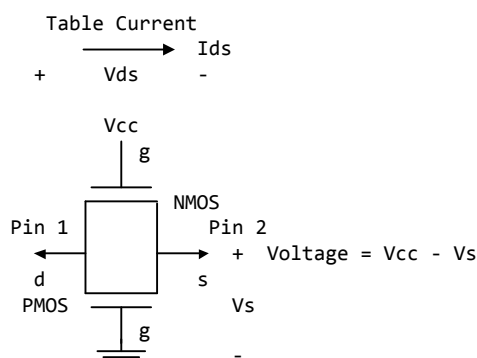 Table Current
Ids
+ Vds -
Vcc
g
NMOS
Pin 1 Pin 2
+ Voltage = Vcc - Vs
d s
PMOS Vs
g
-